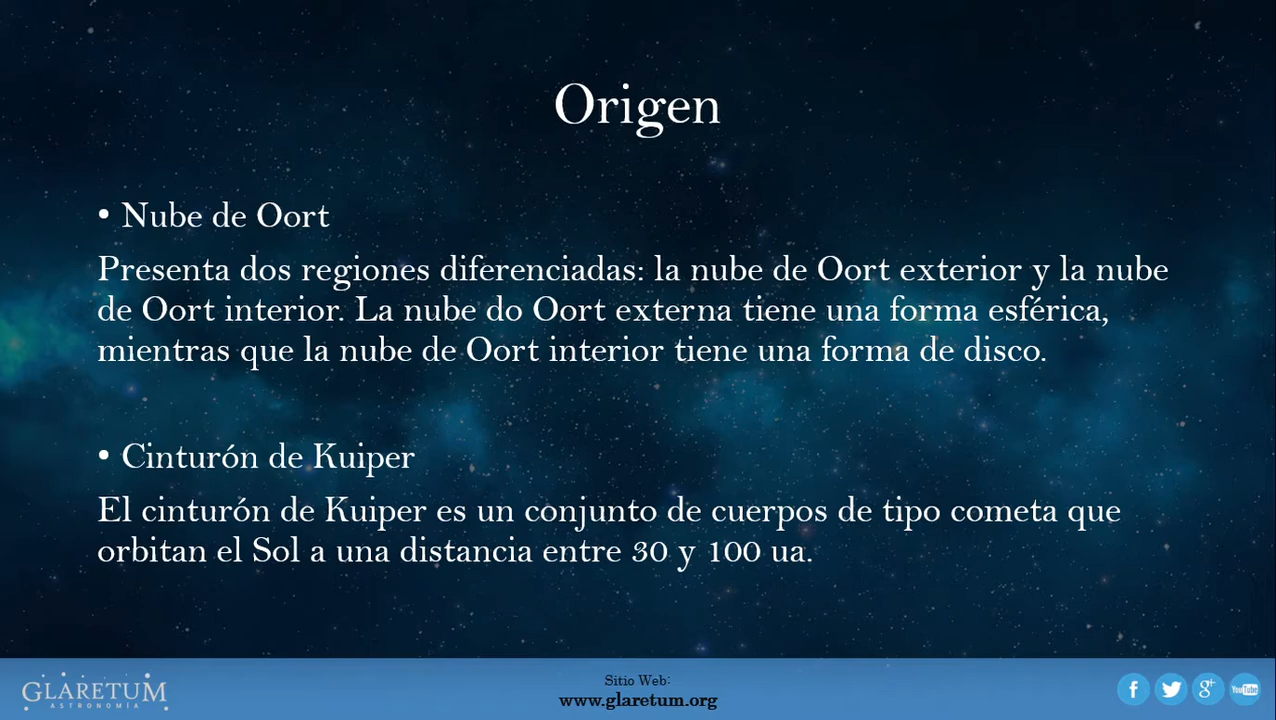 Origen
• Nube de Oort
Presenta dos regiones diferenciadas: la nube de Oort exterior y la nube
de Oort interior. La nube do Oort externa tiene una forma esférica,
mientras que la nube de Oort interior tiene una forma de disco.
• Cinturón de Kuiper
El cinturón de Kuiper es un conjunto de cuerpos de tipo cometa que
orbitan el Sol a una distancia entre 30 y 100 ua.
GLARETUM
ASTRONOMÍA
Sitio Web:
www.glaretum.org
f
g+
YouTube